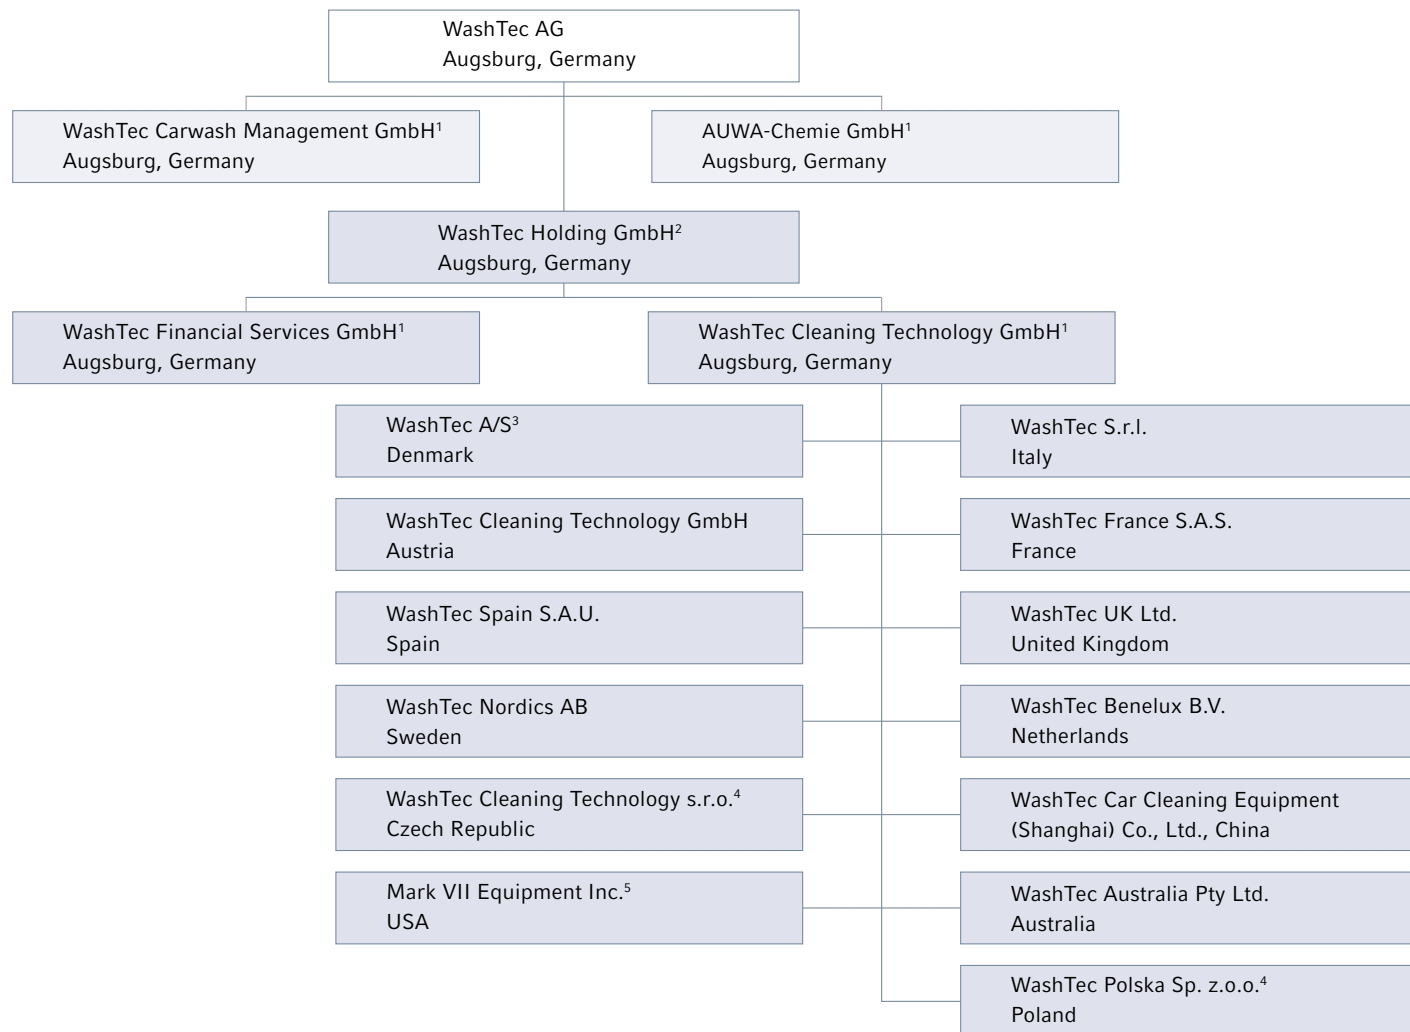 WashTec AG
Augsburg, Germany
WashTec Carwash Management GmbH¹
Augsburg, Germany
AUWA-Chemie GmbH¹
Augsburg, Germany
WashTec Holding GmbH²
Augsburg, Germany
WashTec Financial Services GmbH¹
Augsburg, Germany
WashTec Cleaning Technology GmbH¹
Augsburg, Germany
WashTec A/S³
Denmark
WashTec S.r.l.
Italy
WashTec Cleaning Technology GmbH
Austria
WashTec France S.A.S.
France
WashTec Spain S.A.U.
Spain
WashTec UK Ltd.
United Kingdom
WashTec Nordics AB
Sweden
WashTec Benelux B.V.
Netherlands
WashTec Cleaning Technology s.r.o.⁴
Czech Republic
WashTec Car Cleaning Equipment
(Shanghai) Co., Ltd., China
Mark VII Equipment Inc.⁵
USA
WashTec Australia Pty Ltd.
Australia
WashTec Polska Sp. z.o.o.⁴
Poland